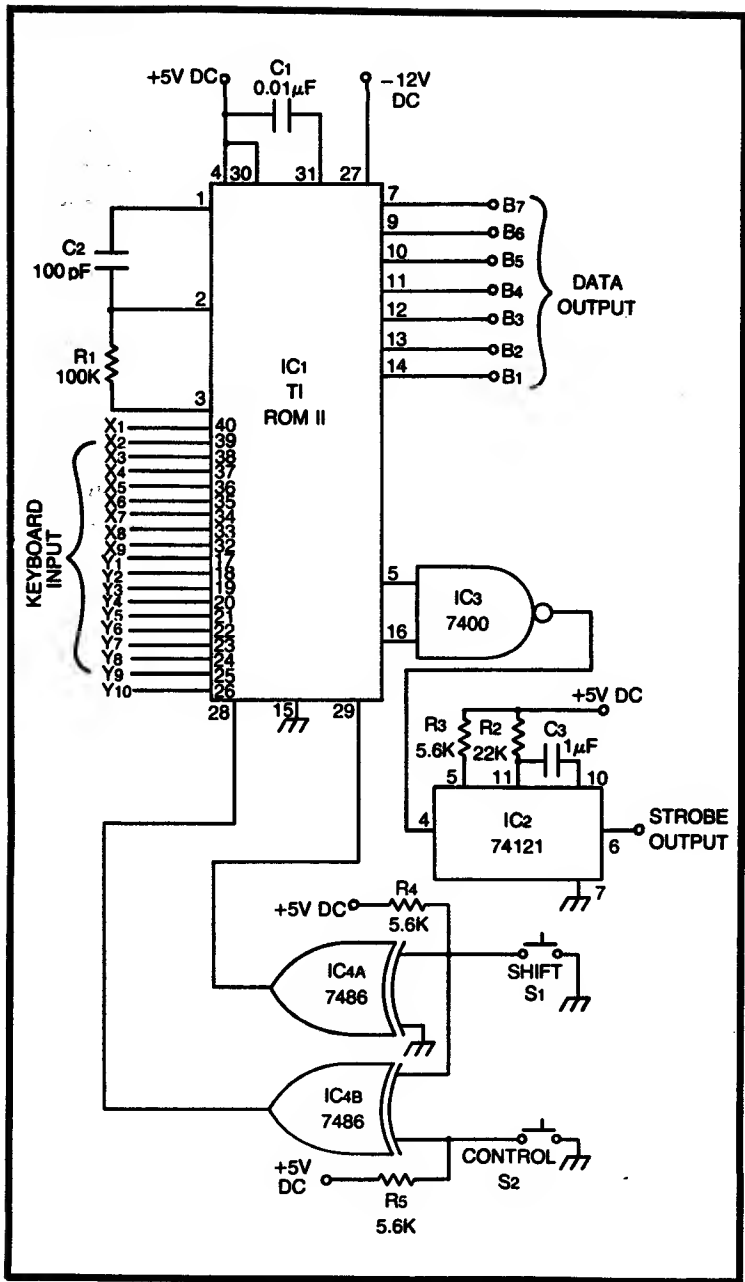 +5V DC
C1
0.01μF
−12V
DC
4 30 31 27
1
C2
100 pF
2
R1
100K
3
IC1
TI
ROM II
7 B7
9 B6
10 B5
11 B4
12 B3
13 B2
14 B1
DATA
OUTPUT
KEYBOARD
INPUT
X1 40
X2 39
X3 38
X4 37
X5 36
X6 35
X7 34
X8 33
X9 32
Y1 17
Y2 18
Y3 19
Y4 20
Y5 21
Y6 22
Y7 23
Y8 24
Y9 25
Y10 26
28 15 29
5
16
IC3
7400
+5V DC
R3
5.6K
R2
22K
C3
1μF
5 11 10
4
IC2
74121
6
7
STROBE
OUTPUT
+5V DC
R4
5.6K
IC4A
7486
SHIFT
S1
IC4B
7486
CONTROL
S2
+5V
DC
R5
5.6K